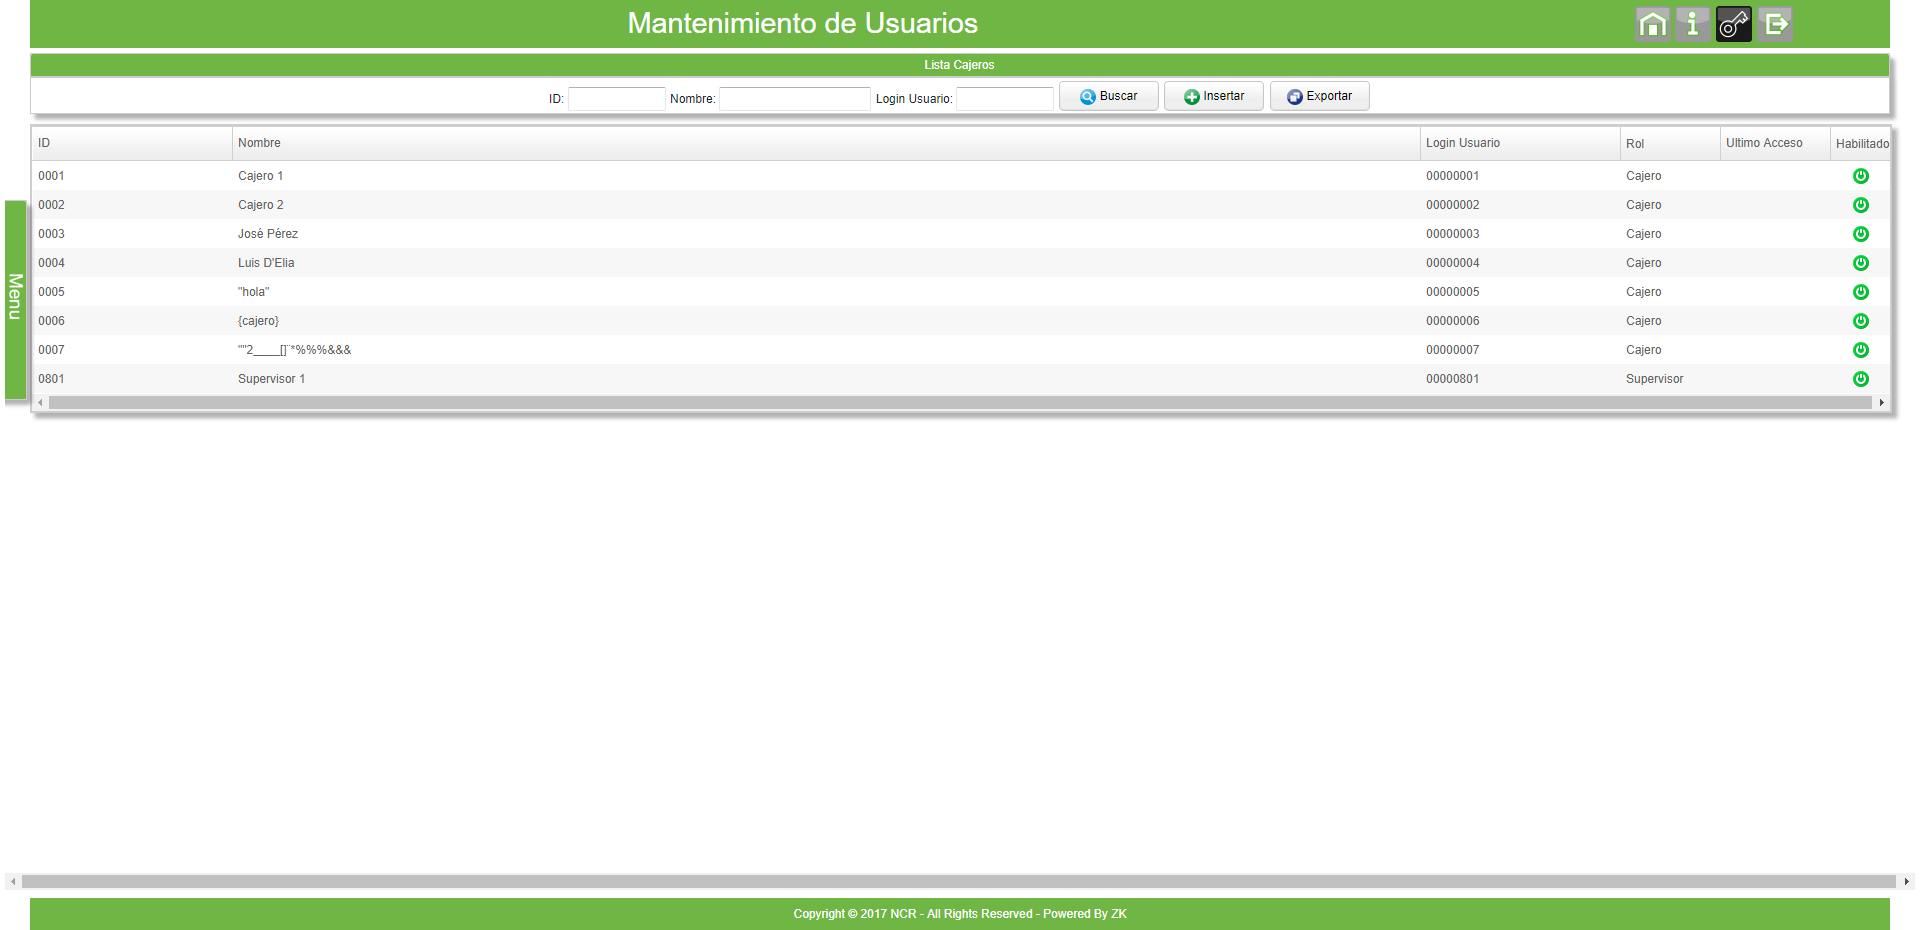 Mantenimiento de Usuarios
Lista Cajeros
ID: Nombre: Login Usuario: Buscar Insertar Exportar
ID Nombre Login Usuario Rol Ultimo Acceso Habilitado
0001 Cajero 1 00000001 Cajero
0002 Cajero 2 00000002 Cajero
0003 José Pérez 00000003 Cajero
0004 Luis D'Elia 00000004 Cajero
0005 "hola" 00000005 Cajero
0006 {cajero} 00000006 Cajero
0007 ""2____[]¨*%%%&&& 00000007 Cajero
0801 Supervisor 1 00000801 Supervisor
Menu
Copyright © 2017 NCR - All Rights Reserved - Powered By ZK